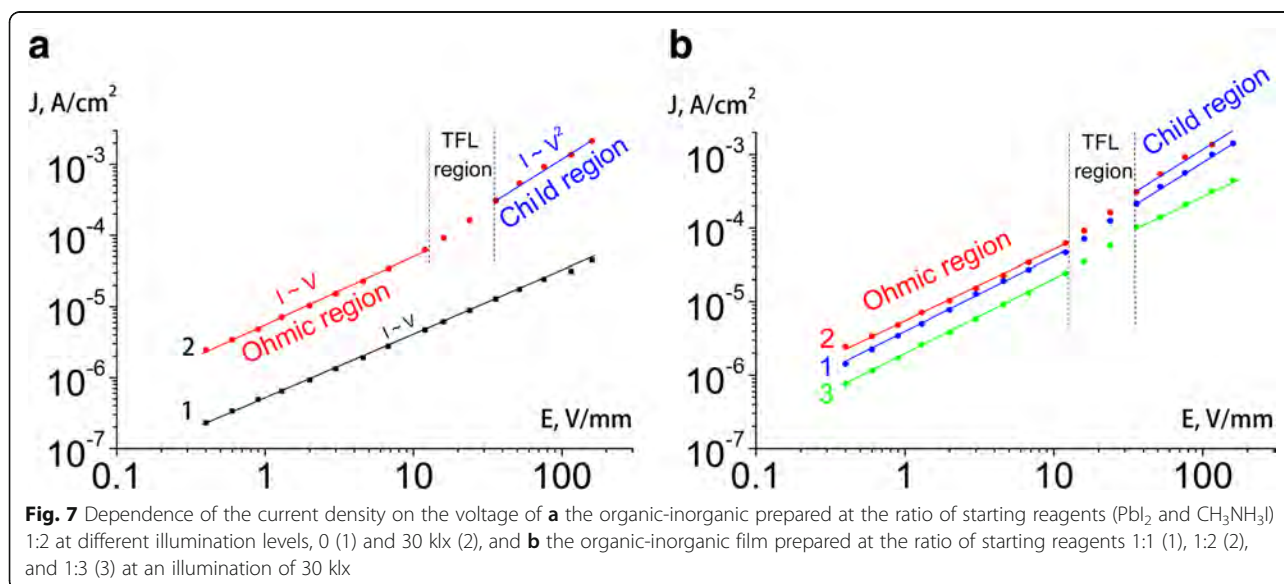 a
J, A/cm²
10⁻³
10⁻⁴
10⁻⁵
10⁻⁶
10⁻⁷
TFL
region
I ~ V²
Child region
I ~ V
Ohmic region
I ~ V
2
1
E, V/mm
0.1
1
10
100
b
J, A/cm²
10⁻³
10⁻⁴
10⁻⁵
10⁻⁶
10⁻⁷
TFL
region
Child region
Ohmic region
2
1
3
E, V/mm
0.1
1
10
100
Fig. 7 Dependence of the current density on the voltage of a the organic-inorganic prepared at the ratio of starting reagents (PbI₂ and CH₃NH₃I)
1:2 at different illumination levels, 0 (1) and 30 klx (2), and b the organic-inorganic film prepared at the ratio of starting reagents 1:1 (1), 1:2 (2),
and 1:3 (3) at an illumination of 30 klx